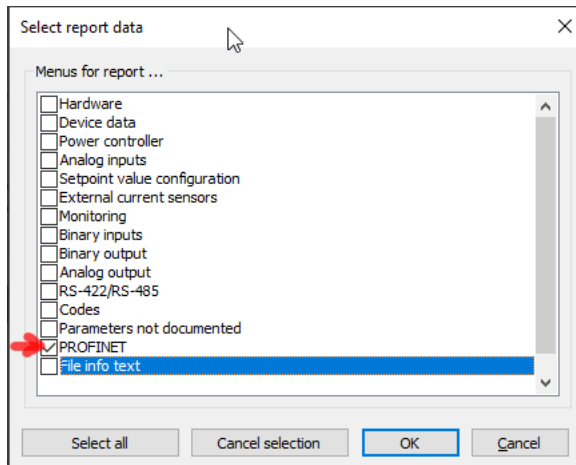 Select report data
Menus for report ...
Hardware
Device data
Power controller
Analog inputs
Setpoint value configuration
External current sensors
Monitoring
Binary inputs
Binary output
Analog output
RS-422/RS-485
Codes
Parameters not documented
PROFINET
File info text
Select all Cancel selection OK Cancel